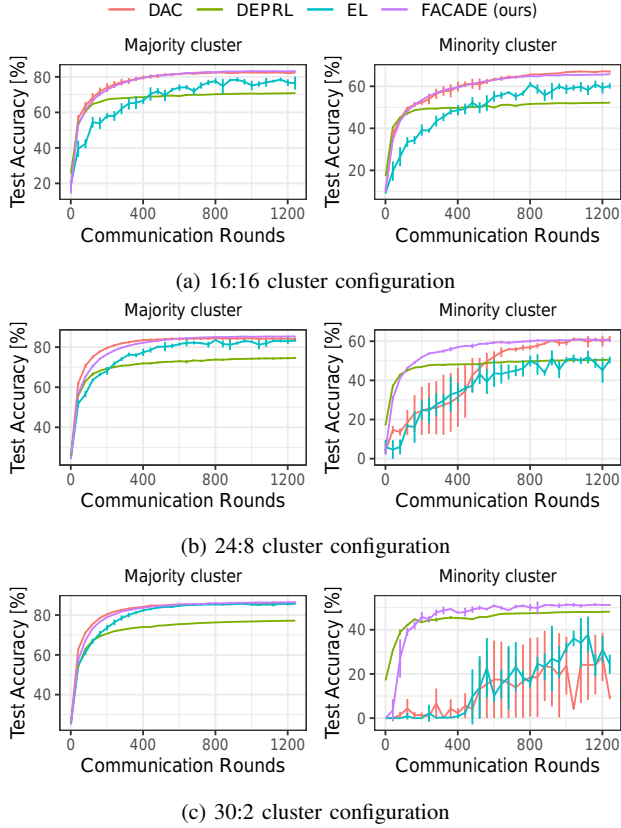 DAC DEPRL EL FACADE (ours)
Majority cluster Minority cluster
Test Accuracy [%] Test Accuracy [%]
80
60
40
20
60
40
20
0 400 800 1200 0 400 800 1200
Communication Rounds Communication Rounds
(a) 16:16 cluster configuration
Majority cluster Minority cluster
Test Accuracy [%] Test Accuracy [%]
80
60
40
60
40
20
0
0 400 800 1200 0 400 800 1200
Communication Rounds Communication Rounds
(b) 24:8 cluster configuration
Majority cluster Minority cluster
Test Accuracy [%] Test Accuracy [%]
80
60
40
60
40
20
0
0 400 800 1200 0 400 800 1200
Communication Rounds Communication Rounds
(c) 30:2 cluster configuration